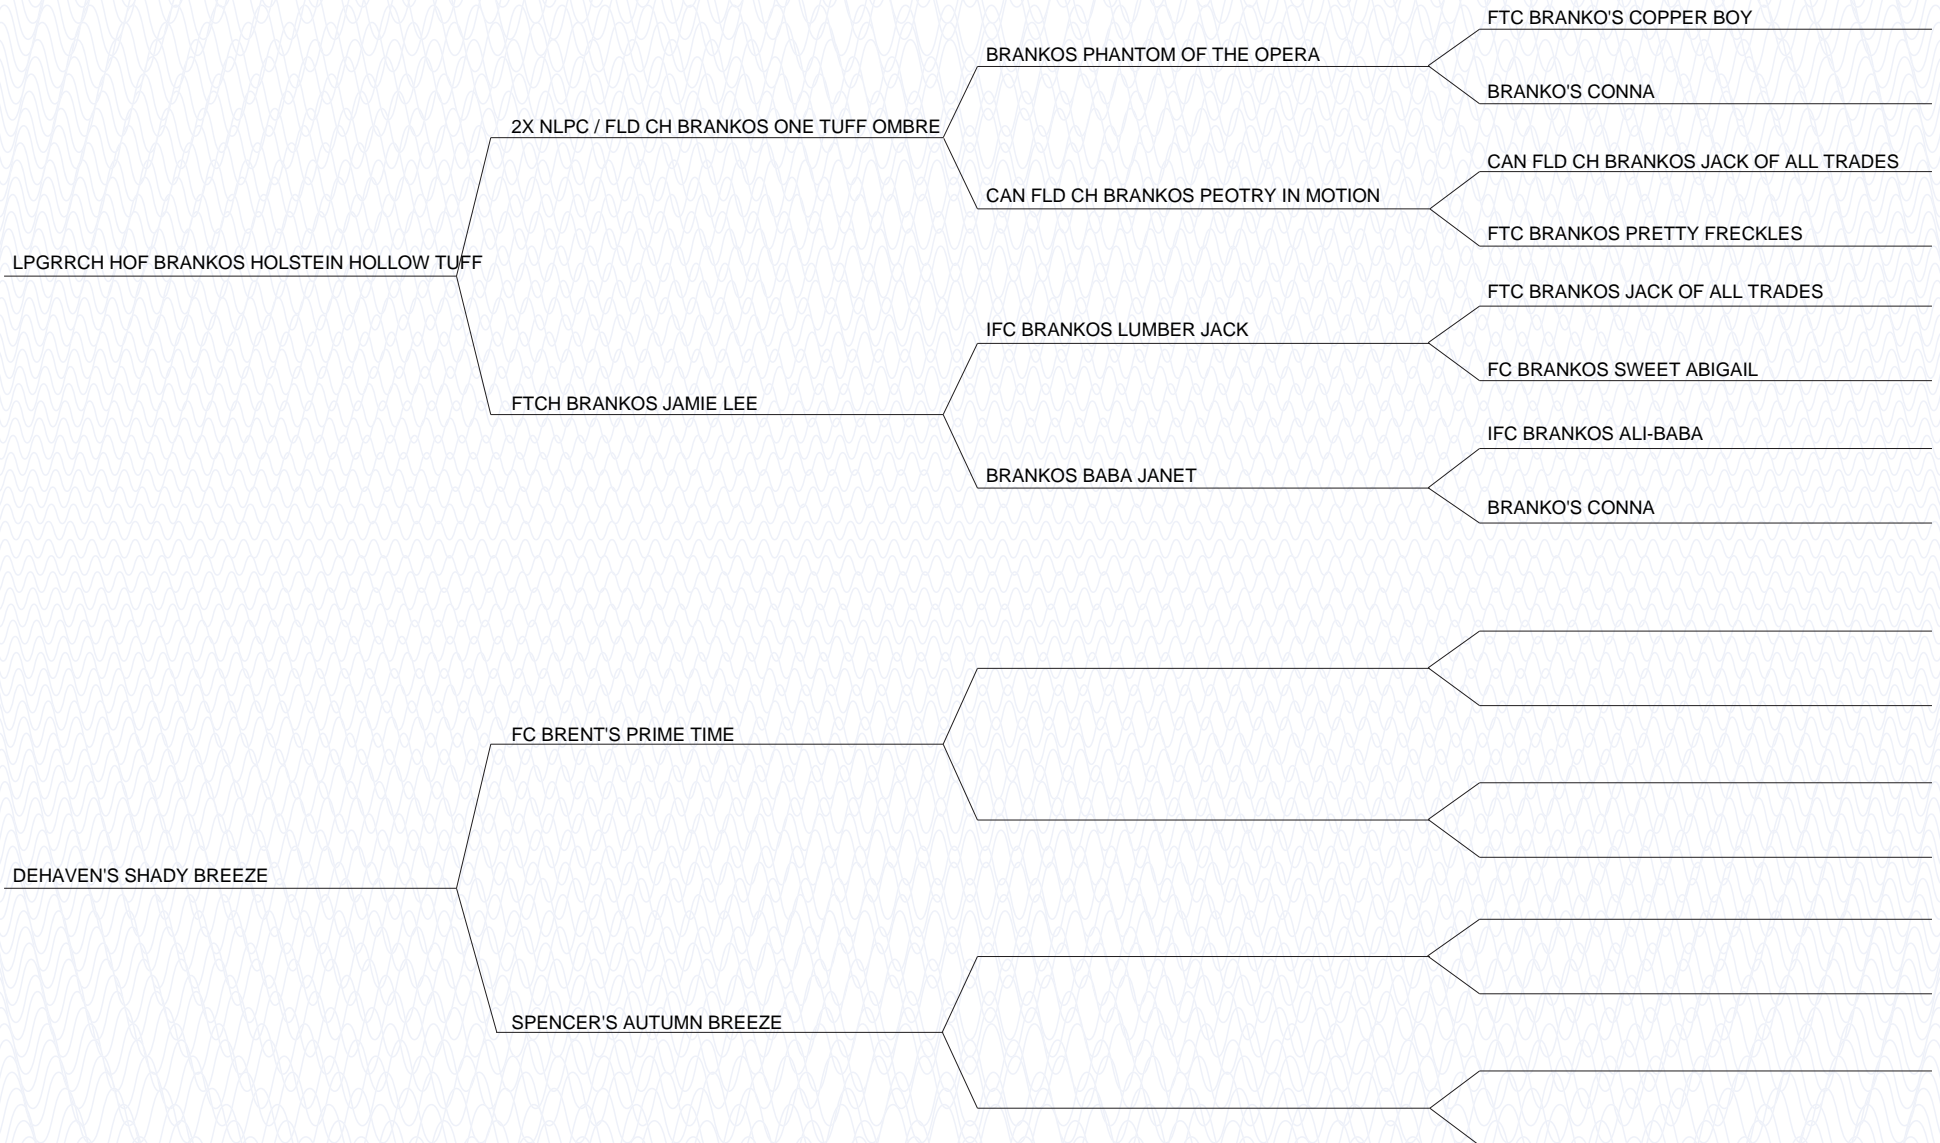 FTC BRANKO'S COPPER BOY
BRANKOS PHANTOM OF THE OPERA
BRANKO'S CONNA
2X NLPC / FLD CH BRANKOS ONE TUFF OMBRE
CAN FLD CH BRANKOS JACK OF ALL TRADES
CAN FLD CH BRANKOS PEOTRY IN MOTION
FTC BRANKOS PRETTY FRECKLES
LPGRRCH HOF BRANKOS HOLSTEIN HOLLOW TUFF
FTC BRANKOS JACK OF ALL TRADES
IFC BRANKOS LUMBER JACK
FC BRANKOS SWEET ABIGAIL
FTCH BRANKOS JAMIE LEE
IFC BRANKOS ALI-BABA
BRANKOS BABA JANET
BRANKO'S CONNA
FC BRENT'S PRIME TIME
DEHAVEN'S SHADY BREEZE
SPENCER'S AUTUMN BREEZE